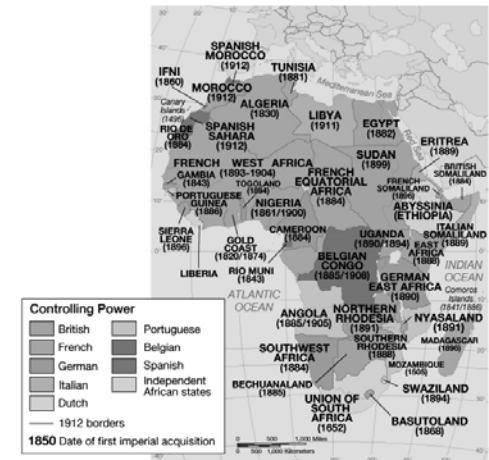 SPANISH
MOROCCO
(1912)
IFNI
(1860)
TUNISIA
(1881)
MOROCCO
(1912)
Mediterranean Sea
Canary
Islands
(1496)
ALGERIA
(1830)
LIBYA
(1911)
EGYPT
(1882)
RIO DE
ORO
(1884)
SPANISH
SAHARA
(1912)
Red Sea
ERITREA
(1889)
FRENCH WEST AFRICA
(1893-1904)
SUDAN
(1899)
BRITISH
SOMALILAND
(1884)
GAMBIA
(1843)
TOGOLAND
(1884)
FRENCH
EQUATORIAL
AFRICA
(1884)
FRENCH
SOMALILAND
(1896)
PORTUGUESE
GUINEA
(1886)
NIGERIA
(1861/1900)
ABYSSINIA
(ETHIOPIA)
SIERRA
LEONE
(1896)
GOLD
COAST
(1820/1874)
CAMEROON
(1884)
UGANDA
(1890/1894)
EAST
AFRICA
(1888)
ITALIAN
SOMALILAND
(1889)
LIBERIA
RIO MUNI
(1843)
BELGIAN
CONGO
(1885/1908)
GERMAN
EAST AFRICA
(1890)
INDIAN
OCEAN
ATLANTIC
OCEAN
Comoros
Islands
(1841/1886)
ANGOLA
(1885/1905)
NORTHERN
RHODESIA
(1891)
NYASALAND
(1891)
SOUTHWEST
AFRICA
(1884)
SOUTHERN
RHODESIA
(1888)
MADAGASCAR
(1896)
MOZAMBIQUE
(1505)
BECHUANALAND
(1885)
SWAZILAND
(1894)
UNION OF
SOUTH
AFRICA
(1652)
BASUTOLAND
(1868)
0 500 1,000 Miles
0 500 1,000 Kilometers
Controlling Power
British
French
German
Italian
Dutch
Portuguese
Belgian
Spanish
Independent
African states
1912 borders
1850 Date of first imperial acquisition